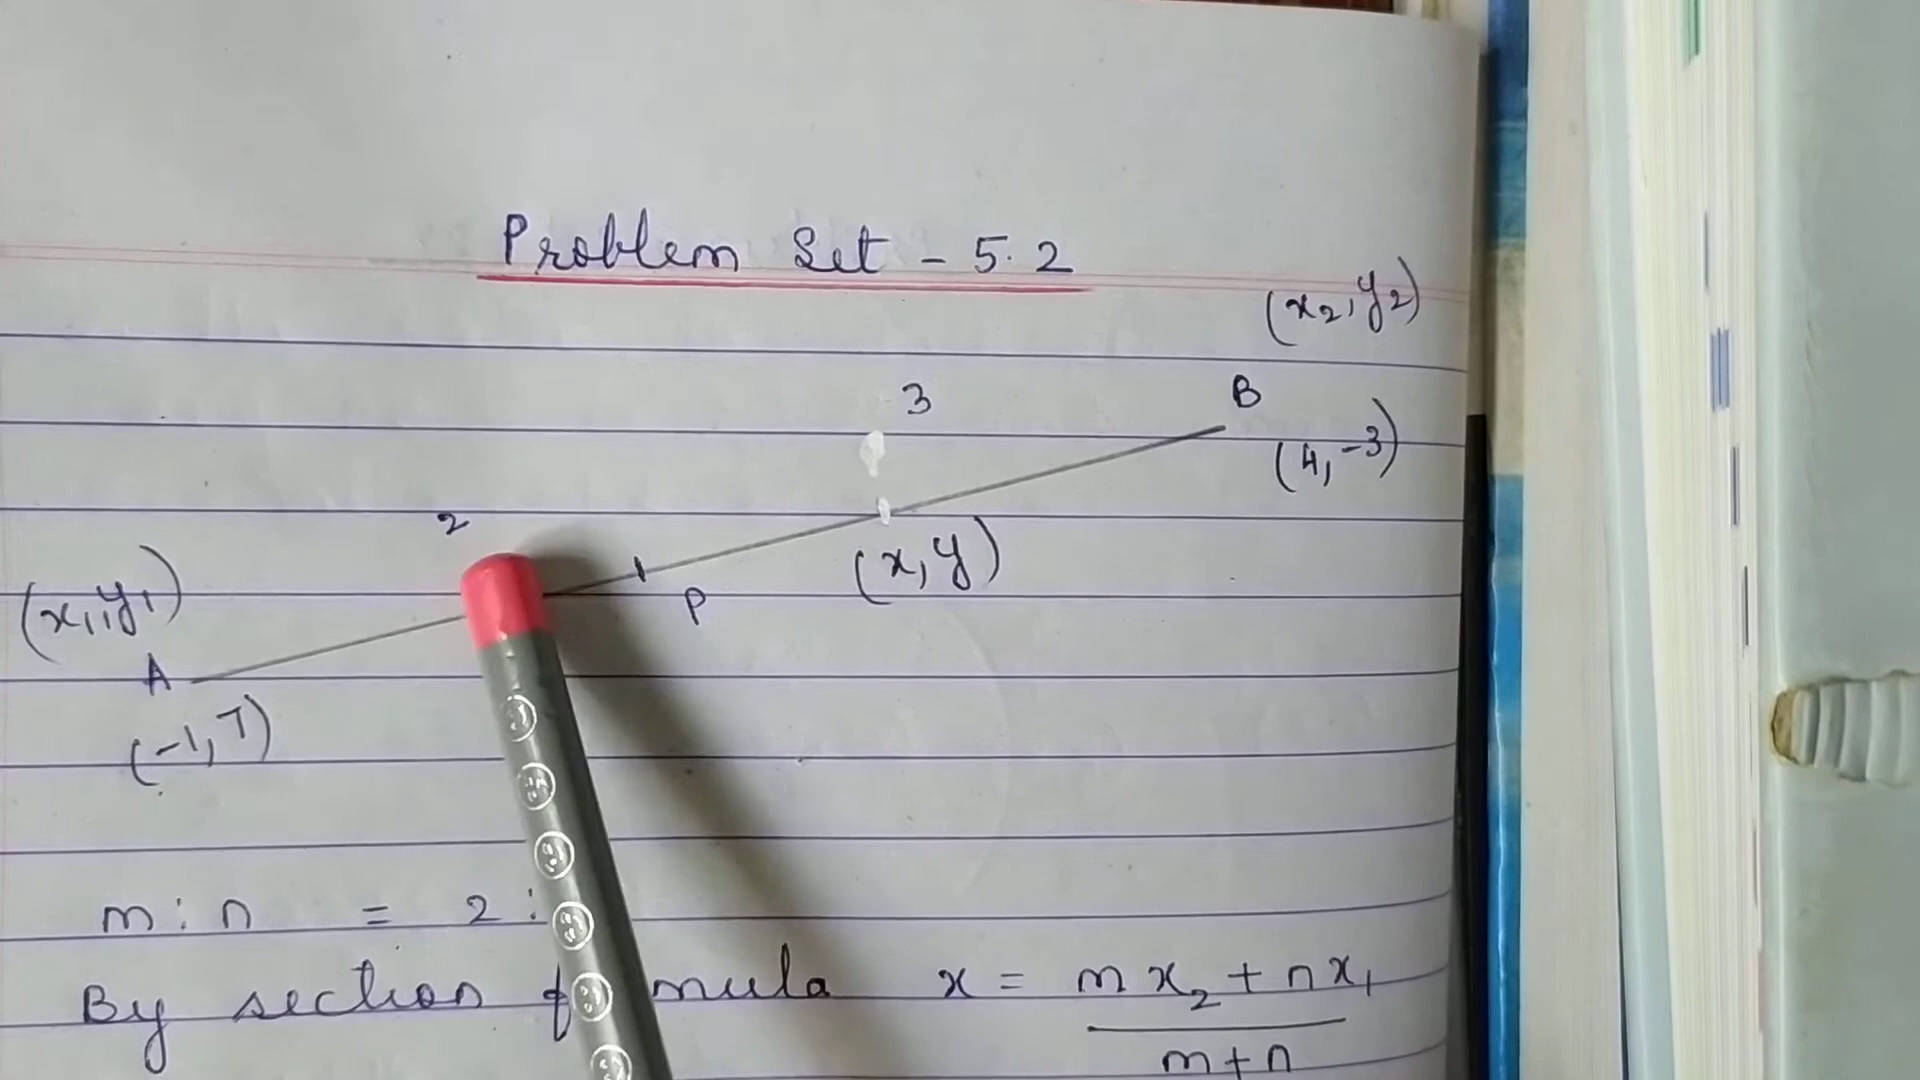 Problem Set - 5.2
(x₂, y₂)
3
B
(4, -3)
2
(x, y)
(x₁, y₁)
P
A
(-1, 7)
m : n = 2 :
By section mula x = mx₂ + nx₁
m+n